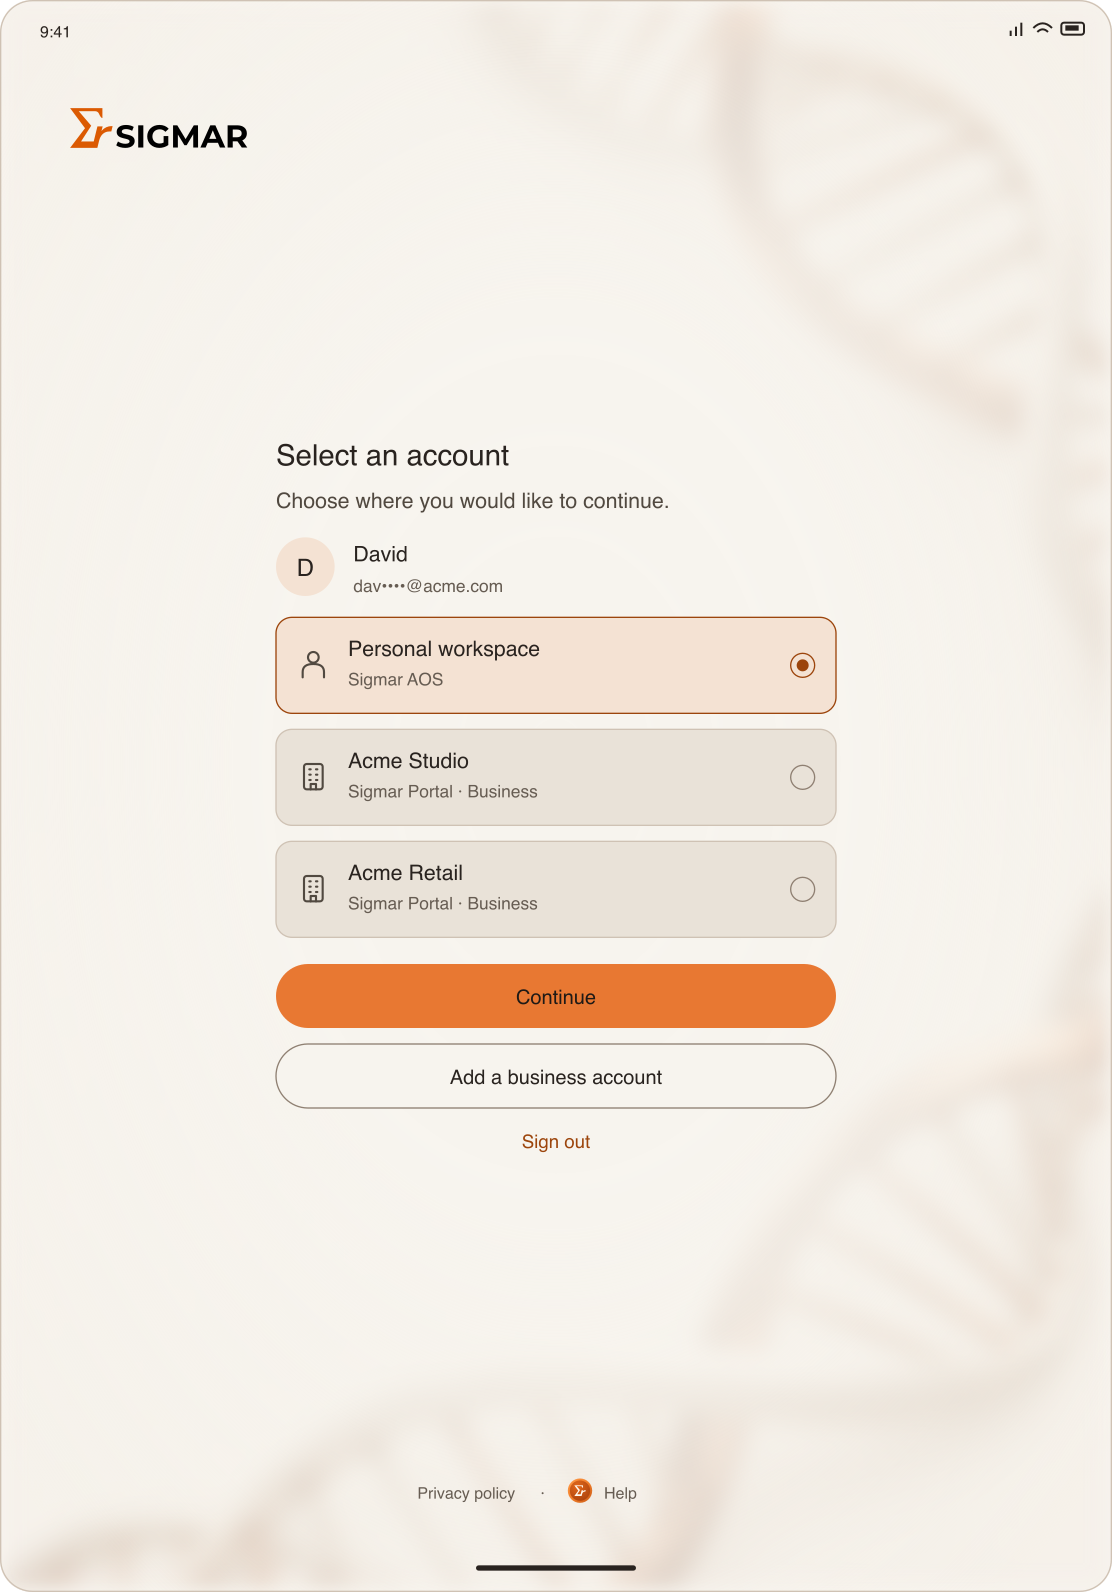 9:41
SIGMAR
Select an account
Choose where you would like to continue.
D
David
dav••••@acme.com
Personal workspace
Sigmar AOS
Acme Studio
Sigmar Portal · Business
Acme Retail
Sigmar Portal · Business
Continue
Add a business account
Sign out
Privacy policy · Help